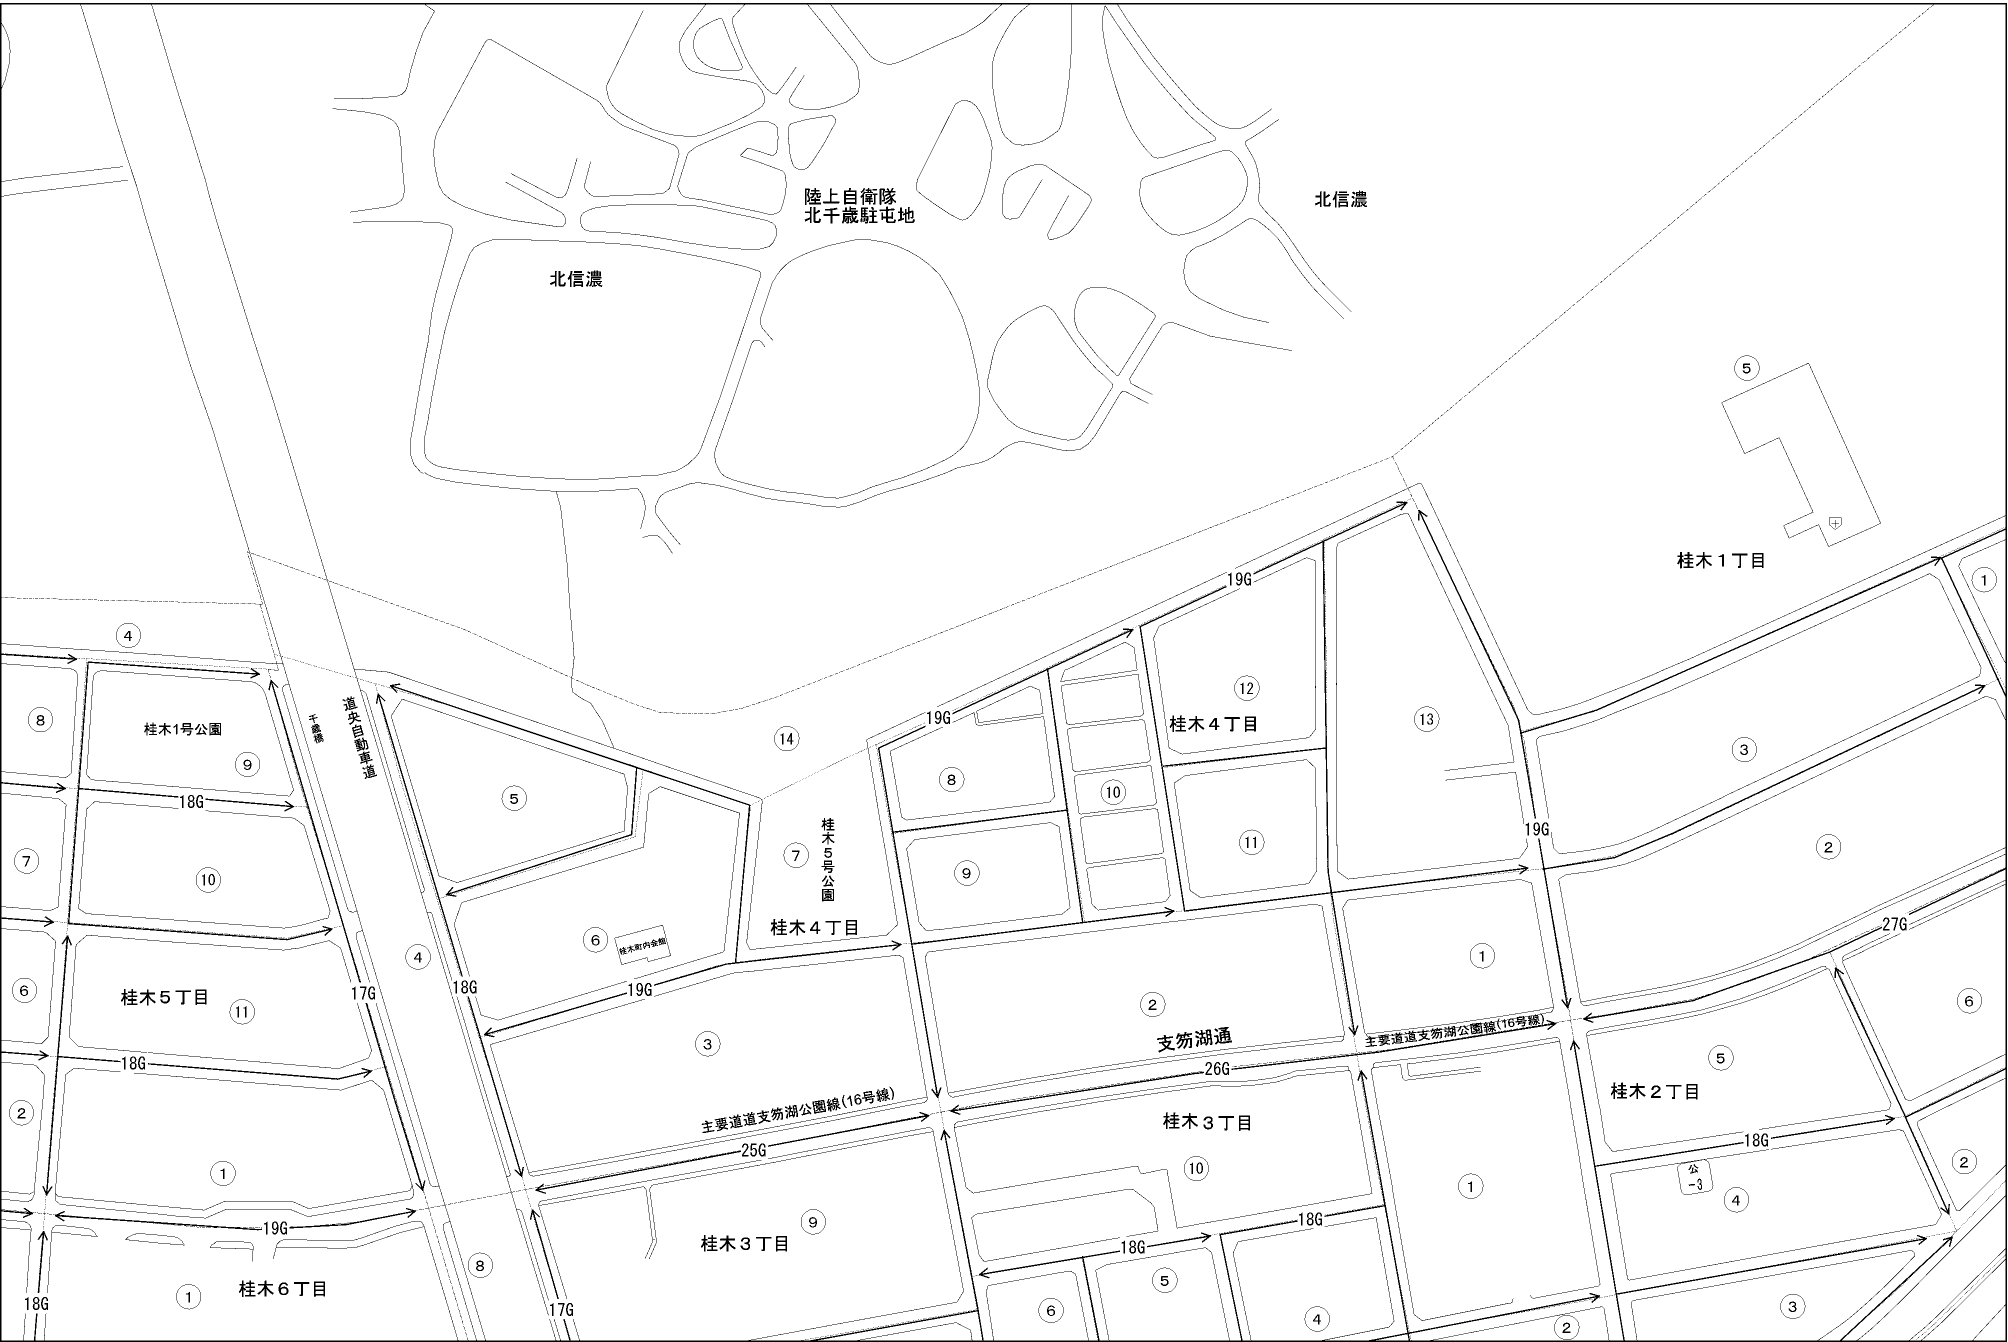 陸上自衛隊
北千歳駐屯地
北信濃
北信濃
⑤
桂木１丁目
①
19G
④
⑧
桂木1号公園
⑨
千歳橋
道央自動車道
18G
⑤
⑭
19G
⑫
桂木４丁目
⑬
③
⑧
⑩
⑦
⑩
⑦
桂木５号公園
⑨
⑪
19G
②
桂木４丁目
⑥
桂木町内会館
27G
④
①
⑥
桂木５丁目
⑪
17G
18G
19G
②
⑥
支笏湖通
主要道道支笏湖公園線(16号線)
③
⑤
18G
26G
桂木２丁目
②
主要道道支笏湖公園線(16号線)
桂木３丁目
25G
18G
①
⑩
①
公
-3
④
②
19G
⑨
18G
桂木３丁目
18G
⑧
⑤
桂木６丁目
①
18G
17G
⑥
④
②
③